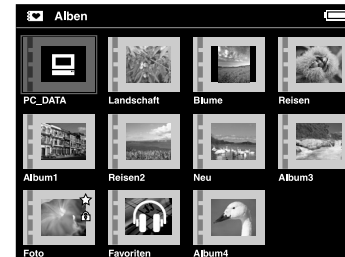 Alben
PC_DATA Landschaft Blume Reisen
Album1 Reisen2 Neu Album3
Foto Favoriten Album4